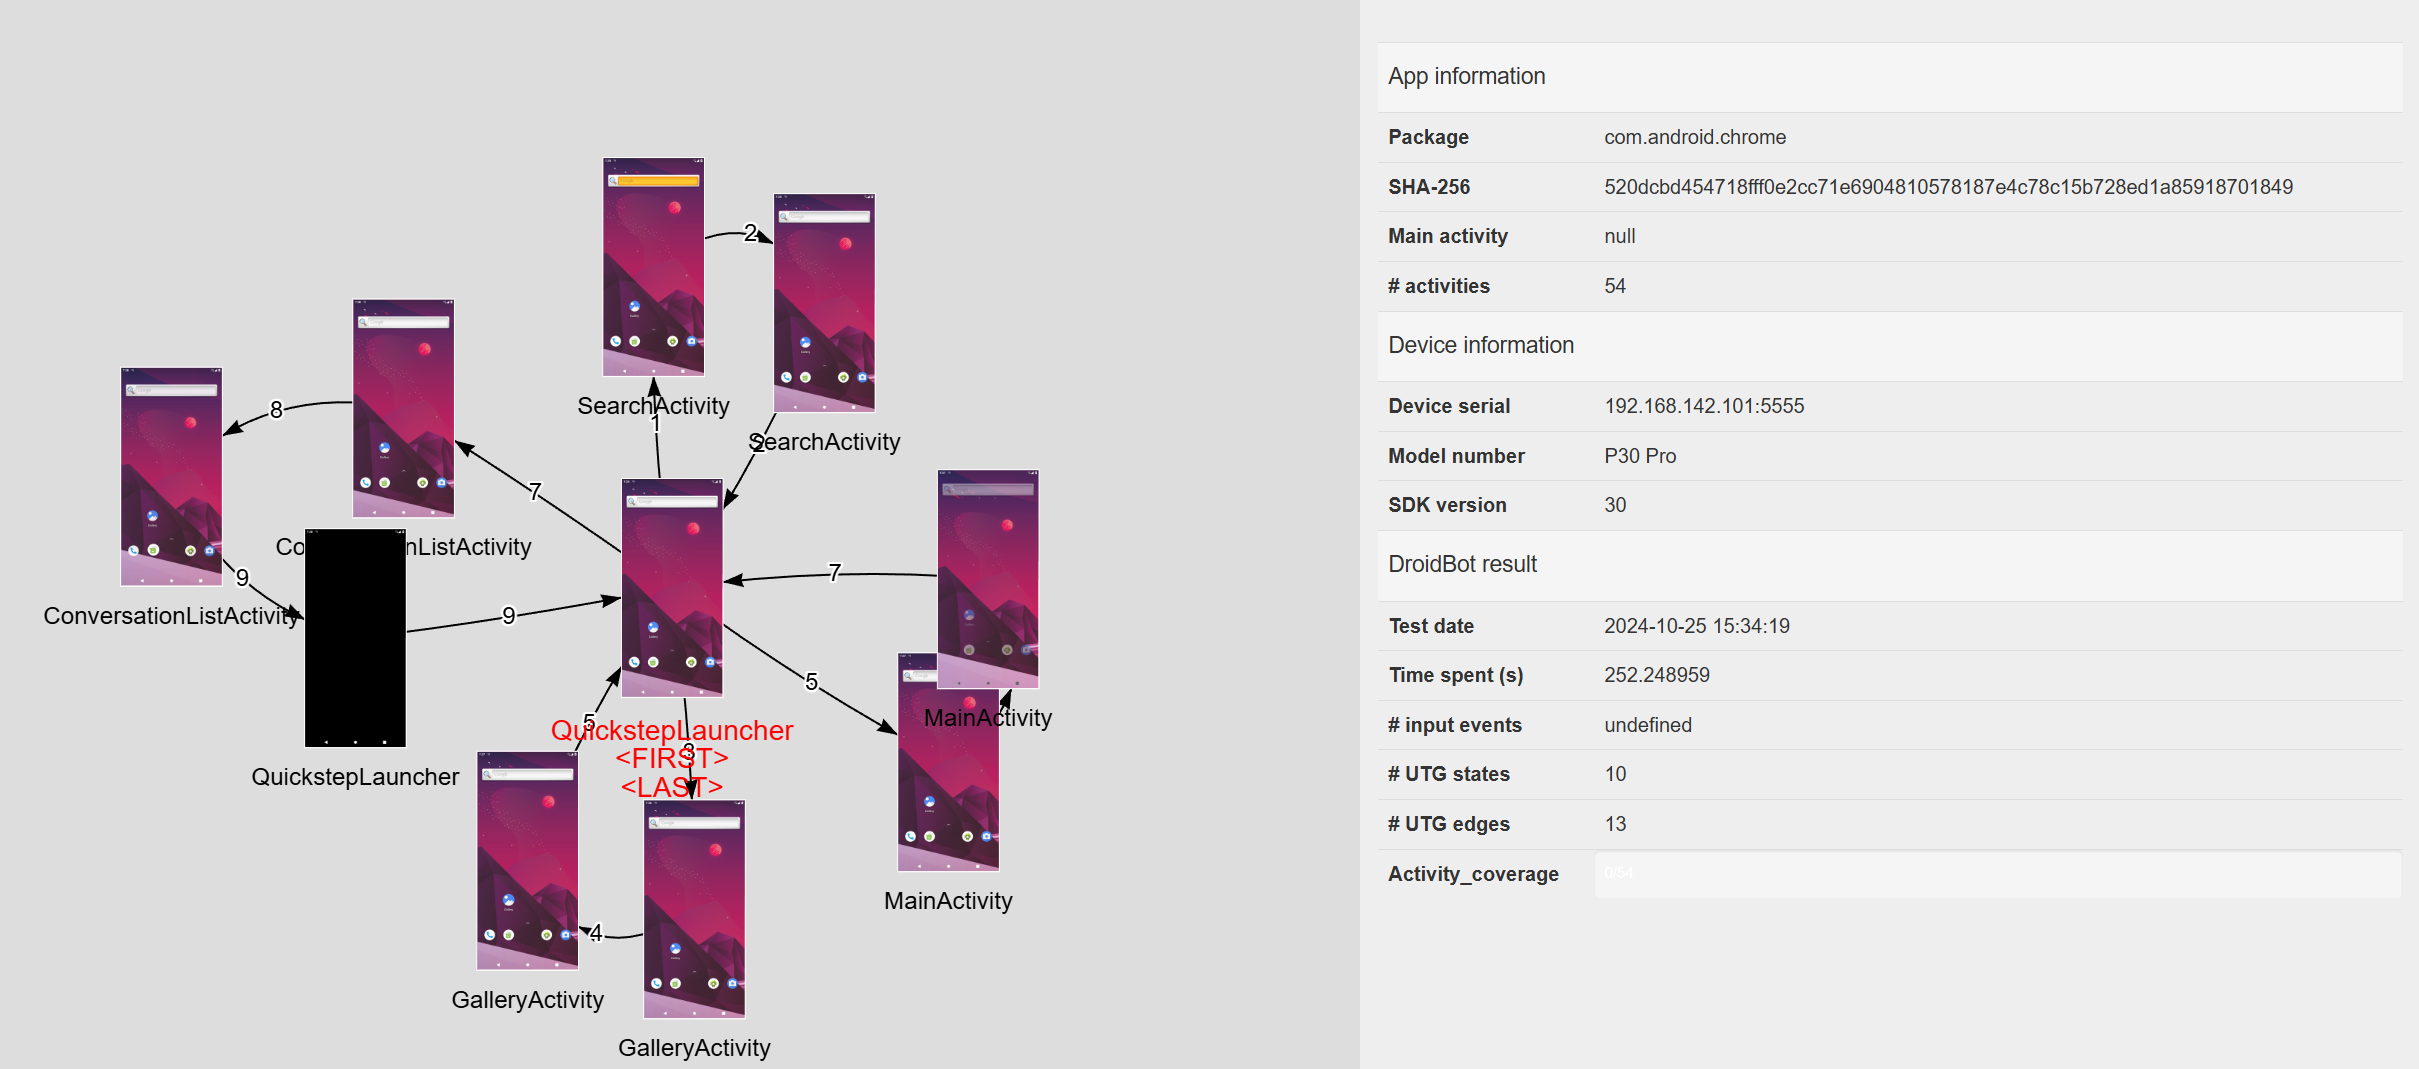 2
SearchActivity
1
SearchActivity
2
8
7
ConversationListActivity
9
ConversationListActivity
9
QuickstepLauncher
7
5
MainActivity
MainActivity
5
QuickstepLauncher
<FIRST>
<LAST>
3
4
GalleryActivity
GalleryActivity
App information
Package com.android.chrome
SHA-256 520dcbd454718fff0e2cc71e6904810578187e4c78c15b728ed1a85918701849
Main activity null
# activities 54
Device information
Device serial 192.168.142.101:5555
Model number P30 Pro
SDK version 30
DroidBot result
Test date 2024-10-25 15:34:19
Time spent (s) 252.248959
# input events undefined
# UTG states 10
# UTG edges 13
Activity_coverage 0/54